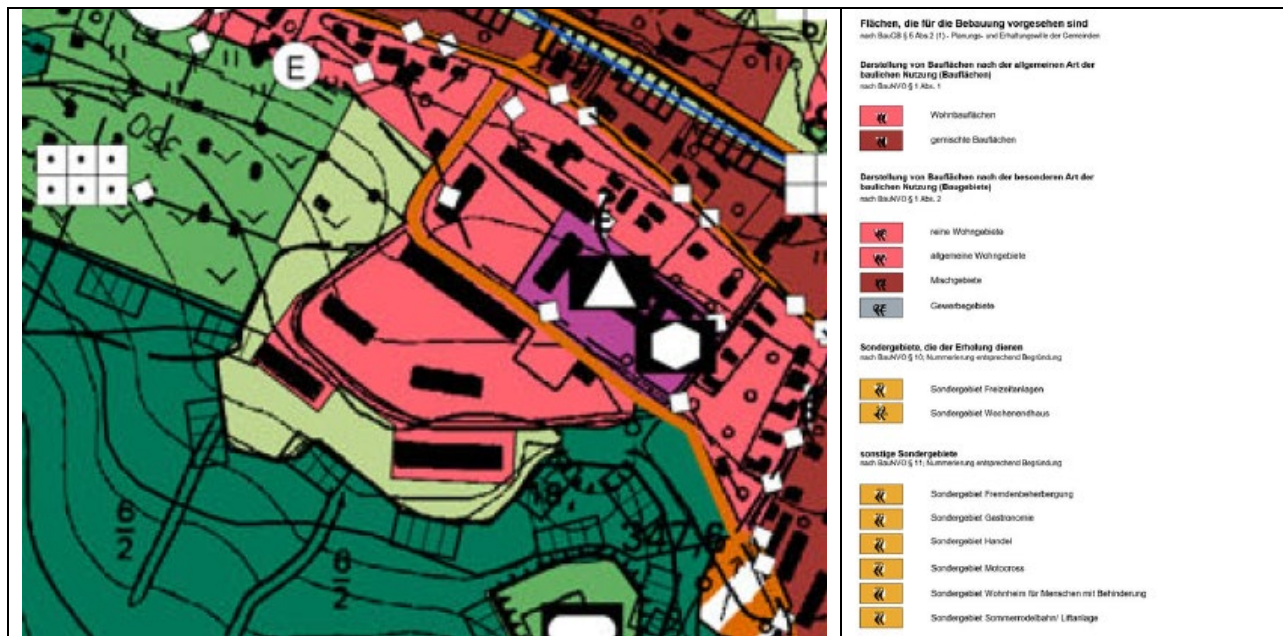 E
6
2
6
2
Flächen, die für die Bebauung vorgesehen sind
nach BauGB § 5 Abs.2 (1) - Planungs- und Erhaltungswille der Gemeinden
Darstellung von Bauflächen nach der allgemeinen Art der
baulichen Nutzung (Bauflächen)
nach BauNVO § 1 Abs. 1
Wohnbauflächen
gemischte Bauflächen
Darstellung von Bauflächen nach der besonderen Art der
baulichen Nutzung (Baugebiete)
nach BauNVO § 1 Abs. 2
reine Wohngebiete
allgemeine Wohngebiete
Mischgebiete
Gewerbegebiete
Sondergebiete, die der Erholung dienen
nach BauNVO § 10; Nummerierung entsprechend Begründung
Sondergebiet Freizeitanlagen
Sondergebiet Wochenendhaus
sonstige Sondergebiete
nach BauNVO § 11; Nummerierung entsprechend Begründung
Sondergebiet Fremdenbeherbergung
Sondergebiet Gastronomie
Sondergebiet Handel
Sondergebiet Motocross
Sondergebiet Wohnheim für Menschen mit Behinderung
Sondergebiet Sommerrodelbahn/ Liftanlage